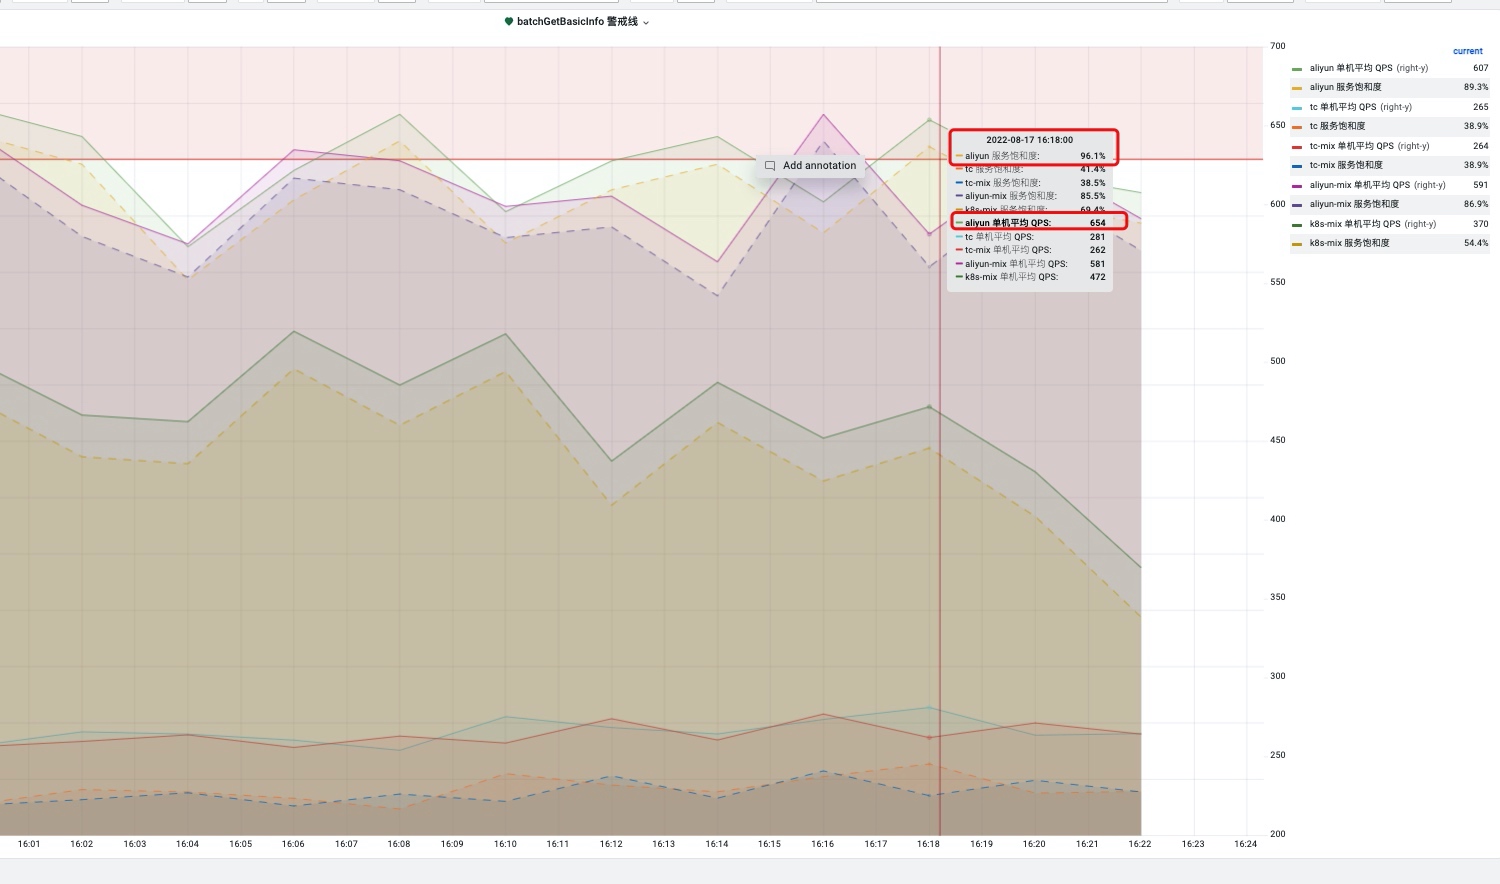 batchGetBasicInfo 警戒线
700
650
600
550
500
450
400
350
300
250
200
current
aliyun 单机平均 QPS (right-y) 607
aliyun 服务饱和度 89.3%
tc 单机平均 QPS (right-y) 265
tc 服务饱和度 38.9%
tc-mix 单机平均 QPS (right-y) 264
tc-mix 服务饱和度 38.9%
aliyun-mix 单机平均 QPS (right-y) 591
aliyun-mix 服务饱和度 86.9%
k8s-mix 单机平均 QPS (right-y) 370
k8s-mix 服务饱和度 54.4%
Add annotation
2022-08-17 16:18:00
aliyun 服务饱和度: 96.1%
tc 服务饱和度: 41.4%
tc-mix 服务饱和度: 38.5%
aliyun-mix 服务饱和度: 85.5%
k8s-mix 服务饱和度: 69.4%
aliyun 单机平均 QPS: 654
tc 单机平均 QPS: 281
tc-mix 单机平均 QPS: 262
aliyun-mix 单机平均 QPS: 581
k8s-mix 单机平均 QPS: 472
16:01 16:02 16:03 16:04 16:05 16:06 16:07 16:08 16:09 16:10 16:11 16:12 16:13 16:14 16:15 16:16 16:17 16:18 16:19 16:20 16:21 16:22 16:23 16:24